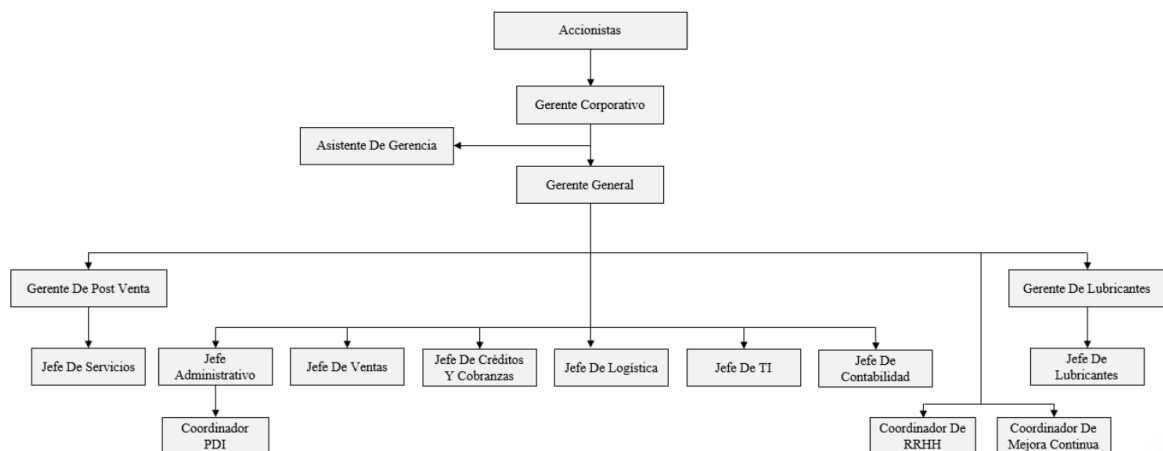 Accionistas
Gerente Corporativo
Asistente De Gerencia
Gerente General
Gerente De Post Venta
Gerente De Lubricantes
Jefe De Servicios
Jefe
Administrativo
Jefe De Ventas
Jefe De Créditos
Y Cobranzas
Jefe De Logística
Jefe De TI
Jefe De
Contabilidad
Jefe De
Lubricantes
Coordinador
PDI
Coordinador De
RRHH
Coordinador De
Mejora Continua